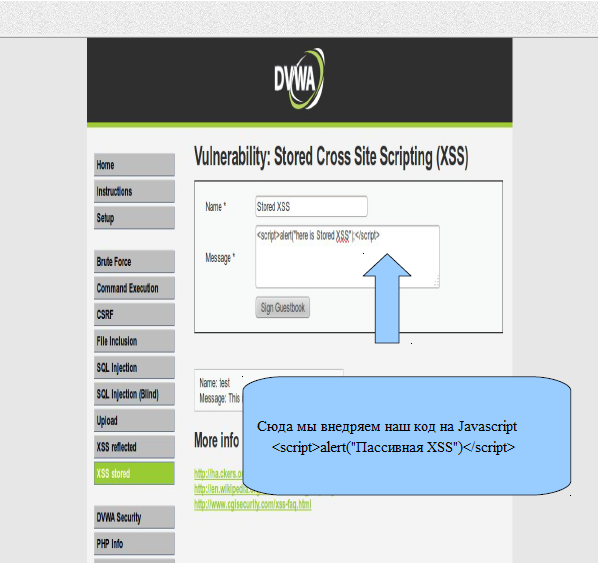 DVWA
Vulnerability: Stored Cross Site Scripting (XSS)
Home
Instructions
Setup
Brute Force
Command Execution
CSRF
File Inclusion
SQL Injection
SQL Injection (Blind)
Upload
XSS reflected
XSS stored
DVWA Security
PHP Info
Name *
Stored XSS
Message *
<script>alert("here is Stored XSS");</script>
Sign Guestbook
Name: test
Message: This
More info
http://ha.ckers.o
http://en.wikipedia.
http://www.cgisecurity.com/xss-faq.html
Сюда мы внедряем наш код на Javascript
<script>alert("Пассивная XSS")</script>